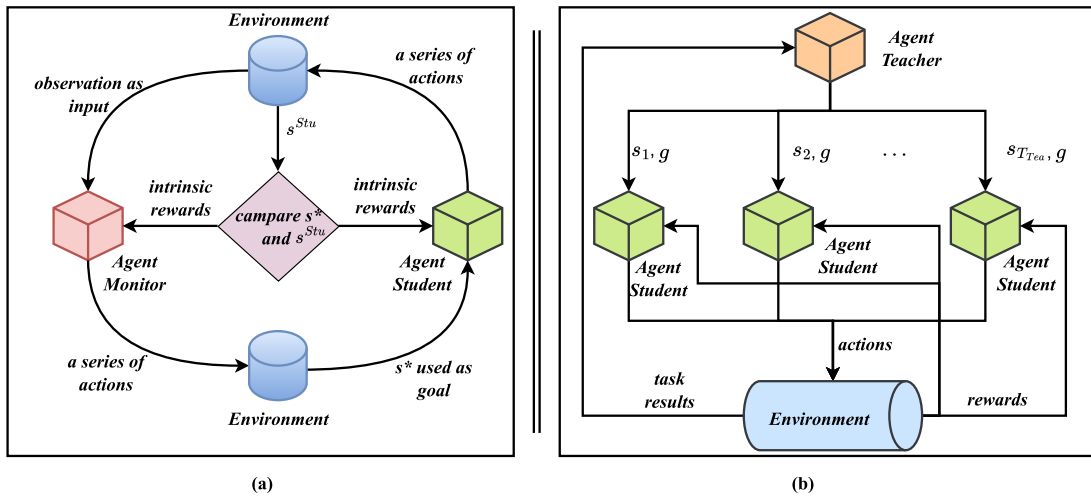 Environment
a series of
actions
observation as
input
s^{Stu}
intrinsic
rewards
campare s*
and s^{Stu}
intrinsic
rewards
Agent
Monitor
Agent
Student
a series of
actions
s* used as
goal
Environment
(a)
Agent
Teacher
s_1, g
s_2, g
...
s_{T_{Tea}}, g
Agent
Student
Agent
Student
Agent
Student
actions
task
results
Environment
rewards
(b)